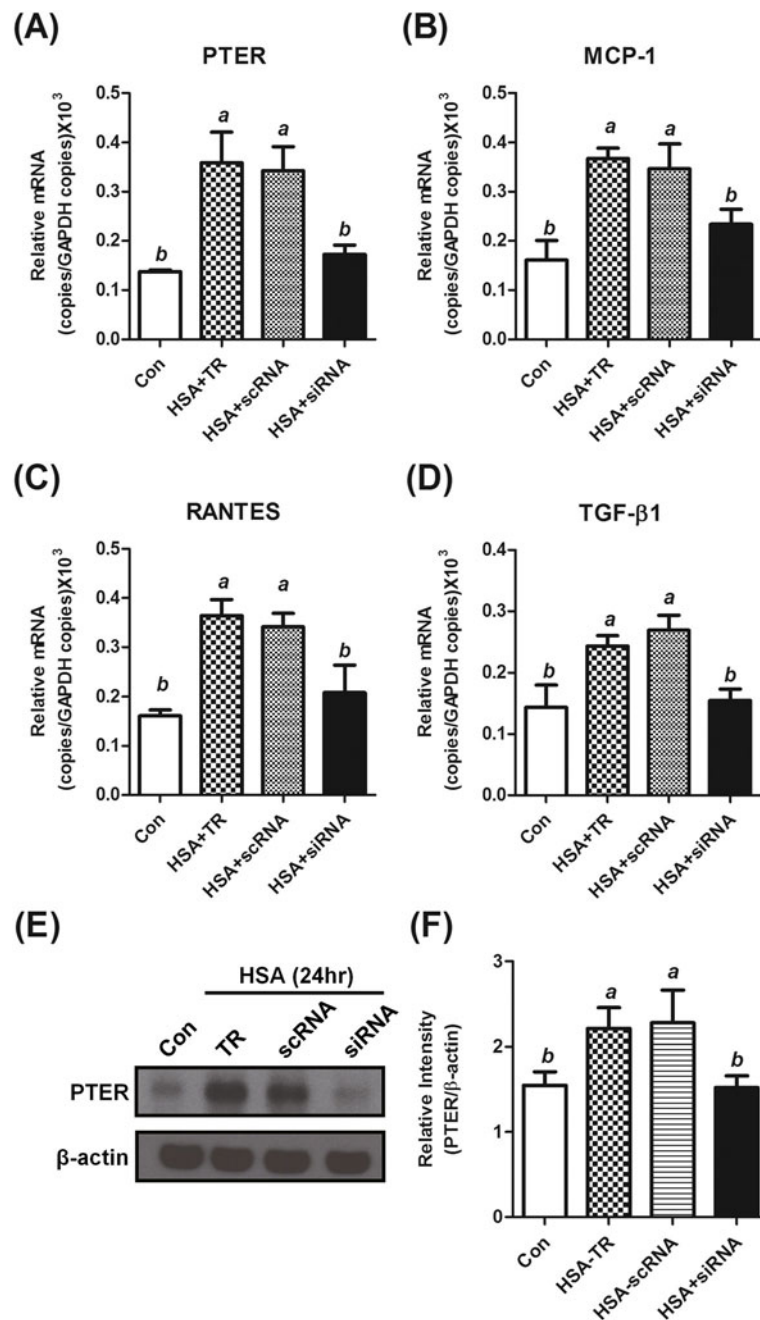 (A)
PTER
Relative mRNA
(copies/GAPDH copies)X10³
0.5
0.4
0.3
0.2
0.1
0.0
b
a
a
b
Con
HSA+TR
HSA+scRNA
HSA+siRNA
(B)
MCP-1
Relative mRNA
(copies/GAPDH copies)X10³
0.5
0.4
0.3
0.2
0.1
0.0
b
a
a
b
Con
HSA+TR
HSA+scRNA
HSA+siRNA
(C)
RANTES
Relative mRNA
(copies/GAPDH copies)X10³
0.5
0.4
0.3
0.2
0.1
0.0
b
a
a
b
Con
HSA+TR
HSA+scRNA
HSA+siRNA
(D)
TGF-β1
Relative mRNA
(copies/GAPDH copies)X10³
0.4
0.3
0.2
0.1
0.0
b
a
a
b
Con
HSA+TR
HSA+scRNA
HSA+siRNA
(E)
HSA (24hr)
Con TR scRNA siRNA
PTER
β-actin
(F)
Relative Intensity
(PTER/β-actin)
3
2
1
0
b
a
a
b
Con
HSA-TR
HSA-scRNA
HSA+siRNA